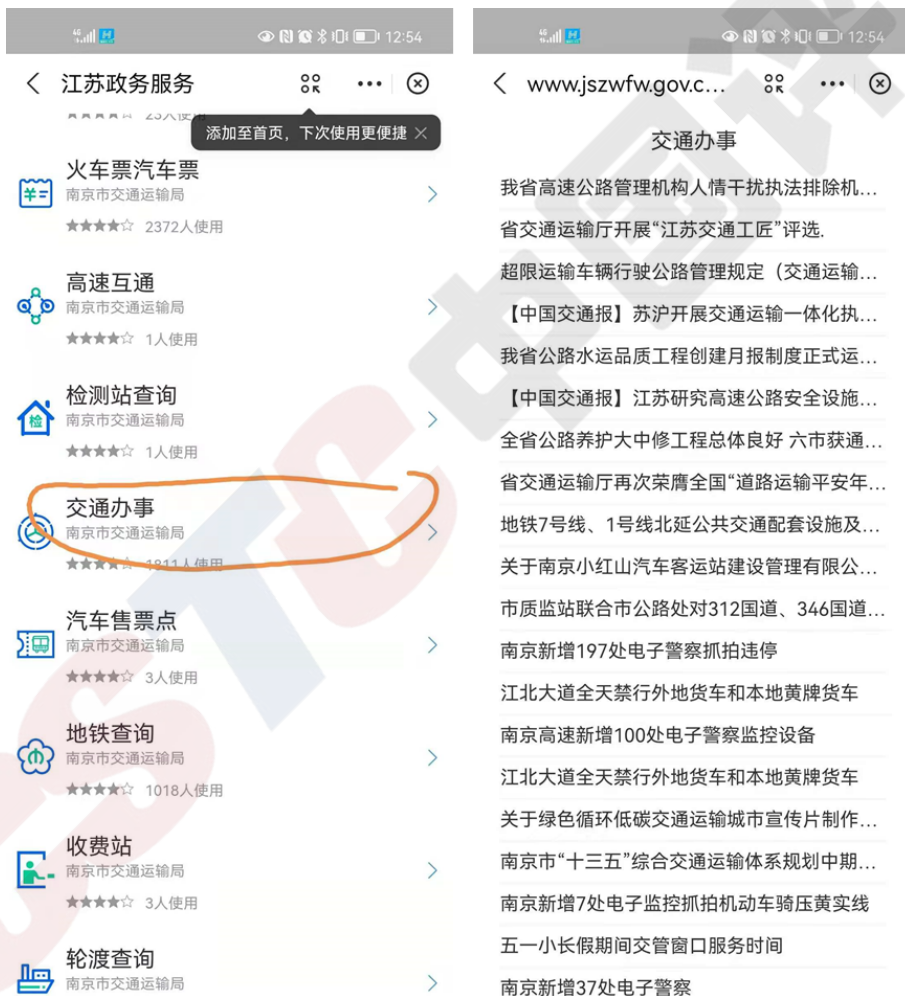 4G
12:54
江苏政务服务
23人使用
添加至首页，下次使用更便捷
火车票汽车票
南京市交通运输局
2372人使用
高速互通
南京市交通运输局
1人使用
检
检测站查询
南京市交通运输局
1人使用
交通办事
南京市交通运输局
1811人使用
汽车售票点
南京市交通运输局
3人使用
地铁查询
南京市交通运输局
1018人使用
收费站
南京市交通运输局
3人使用
轮渡查询
南京市交通运输局
4G
12:54
www.jszwfw.gov.c...
交通办事
我省高速公路管理机构人情干扰执法排除机...
省交通运输厅开展“江苏交通工匠”评选.
超限运输车辆行驶公路管理规定（交通运输...
【中国交通报】苏沪开展交通运输一体化执...
我省公路水运品质工程创建月报制度正式运...
【中国交通报】江苏研究高速公路安全设施...
全省公路养护大中修工程总体良好 六市获通...
省交通运输厅再次荣膺全国“道路运输平安年...
地铁7号线、1号线北延公共交通配套设施及...
关于南京小红山汽车客运站建设管理有限公...
市质监站联合市公路处对312国道、346国道...
南京新增197处电子警察抓拍违停
江北大道全天禁行外地货车和本地黄牌货车
南京高速新增100处电子警察监控设备
江北大道全天禁行外地货车和本地黄牌货车
关于绿色循环低碳交通运输城市宣传片制作...
南京市“十三五”综合交通运输体系规划中期...
南京新增7处电子监控抓拍机动车骑压黄实线
五一小长假期间交管窗口服务时间
南京新增37处电子警察
CSTC中国评